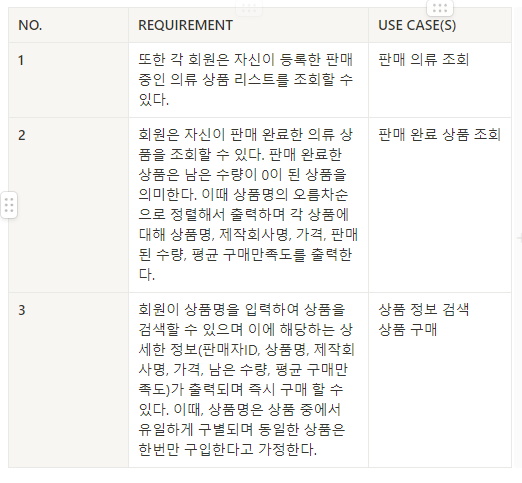 NO. REQUIREMENT USE CASE(S)
1 또한 각 회원은 자신이 등록한 판매 판매 의류 조회
중인 의류 상품 리스트를 조회할 수
있다.
2 회원은 자신이 판매 완료한 의류 상 판매 완료 상품 조회
품을 조회할 수 있다. 판매 완료한
상품은 남은 수량이 0이 된 상품을
의미한다. 이때 상품명의 오름차순
으로 정렬해서 출력하며 각 상품에
대해 상품명, 제작회사명, 가격, 판매
된 수량, 평균 구매만족도를 출력한
다.
3 회원이 상품명을 입력하여 상품을 상품 정보 검색
검색할 수 있으며 이에 해당하는 상 상품 구매
세한 정보(판매자ID, 상품명, 제작회
사명, 가격, 남은 수량, 평균 구매만
족도)가 출력되며 즉시 구매 할 수
있다. 이때, 상품명은 상품 중에서
유일하게 구별되며 동일한 상품은
한번만 구입한다고 가정한다.